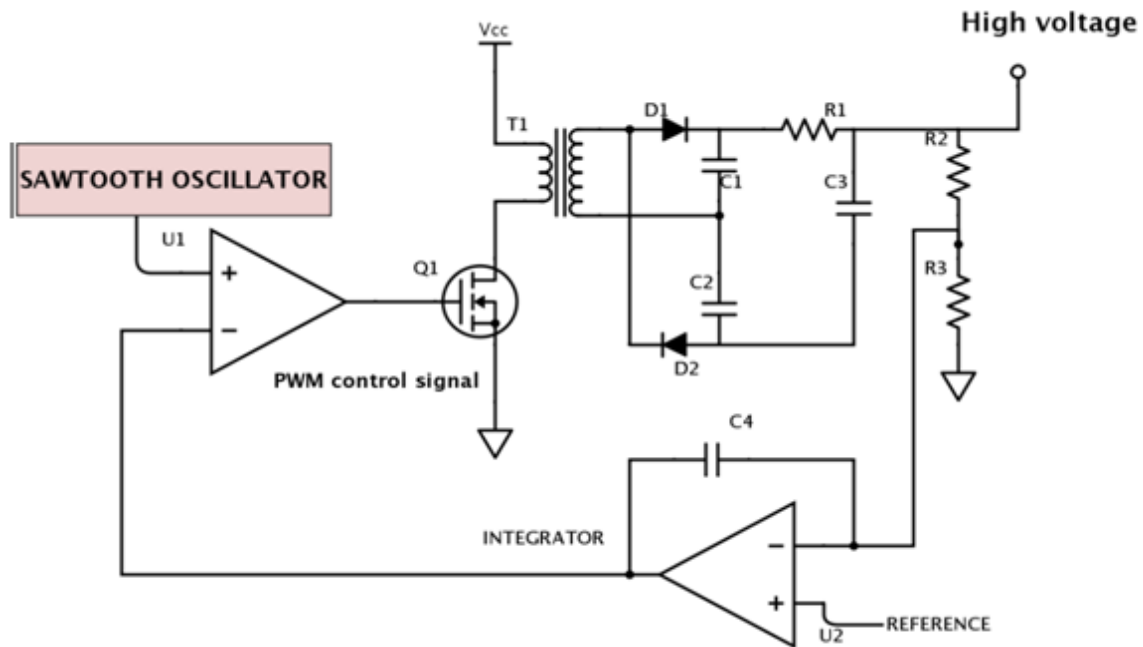 High voltage
Vcc
D1
R1
T1
R2
SAWTOOTH OSCILLATOR
C1
C3
U1
Q1
R3
+
C2
−
D2
PWM control signal
C4
INTEGRATOR
−
+
U2
REFERENCE